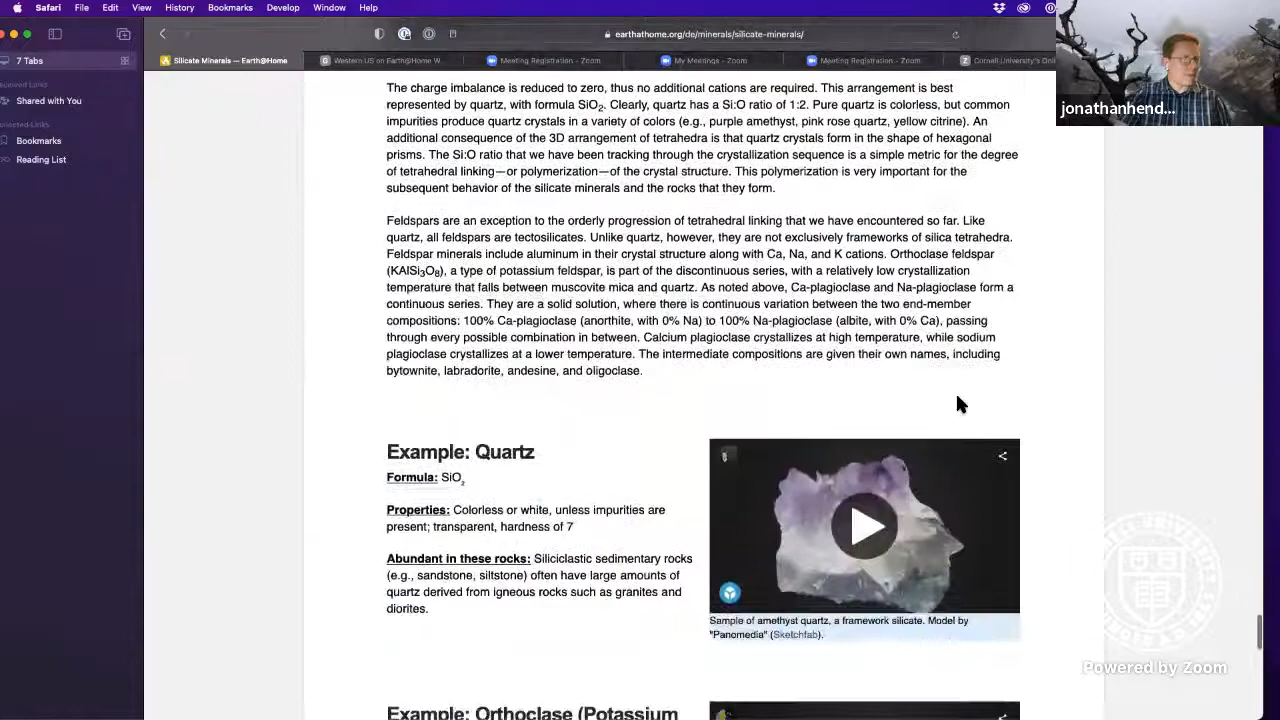 Safari File Edit View History Bookmarks Develop Window Help
7 Tabs
earthathome.org/de/minerals/silicate-minerals/
Silicate Minerals — Earth@Home
Western US on Earth@Home W...
Meeting Registration - Zoom
My Meetings - Zoom
Meeting Registration - Zoom
Cornell University's Onl
Shared with You
Bookmarks
Reading List
jonathanhend...
The charge imbalance is reduced to zero, thus no additional cations are required. This arrangement is best
represented by quartz, with formula SiO₂. Clearly, quartz has a Si:O ratio of 1:2. Pure quartz is colorless, but common
impurities produce quartz crystals in a variety of colors (e.g., purple amethyst, pink rose quartz, yellow citrine). An
additional consequence of the 3D arrangement of tetrahedra is that quartz crystals form in the shape of hexagonal
prisms. The Si:O ratio that we have been tracking through the crystallization sequence is a simple metric for the degree
of tetrahedral linking—or polymerization—of the crystal structure. This polymerization is very important for the
subsequent behavior of the silicate minerals and the rocks that they form.
Feldspars are an exception to the orderly progression of tetrahedral linking that we have encountered so far. Like
quartz, all feldspars are tectosilicates. Unlike quartz, however, they are not exclusively frameworks of silica tetrahedra.
Feldspar minerals include aluminum in their crystal structure along with Ca, Na, and K cations. Orthoclase feldspar
(KAlSi₃O₈), a type of potassium feldspar, is part of the discontinuous series, with a relatively low crystallization
temperature that falls between muscovite mica and quartz. As noted above, Ca-plagioclase and Na-plagioclase form a
continuous series. They are a solid solution, where there is continuous variation between the two end-member
compositions: 100% Ca-plagioclase (anorthite, with 0% Na) to 100% Na-plagioclase (albite, with 0% Ca), passing
through every possible combination in between. Calcium plagioclase crystallizes at high temperature, while sodium
plagioclase crystallizes at a lower temperature. The intermediate compositions are given their own names, including
bytownite, labradorite, andesine, and oligoclase.
Example: Quartz
Formula: SiO₂
Properties: Colorless or white, unless impurities are
present; transparent, hardness of 7
Abundant in these rocks: Siliciclastic sedimentary rocks
(e.g., sandstone, siltstone) often have large amounts of
quartz derived from igneous rocks such as granites and
diorites.
Sample of amethyst quartz, a framework silicate. Model by
"Panomedia" (Sketchfab).
Example: Orthoclase (Potassium
Powered by Zoom